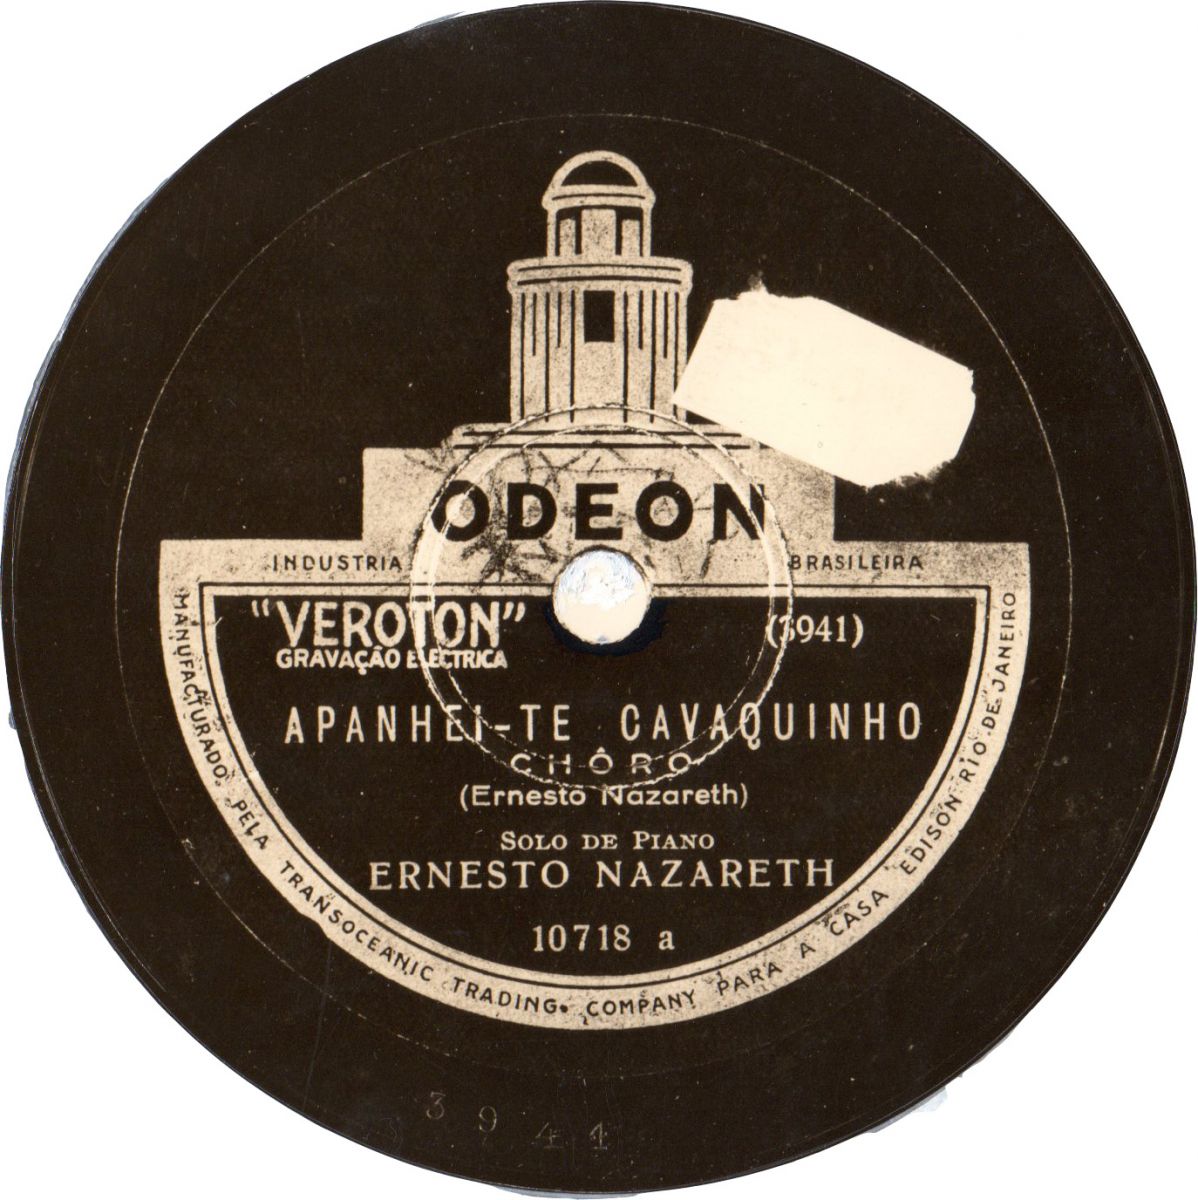 ODEON
INDUSTRIA BRASILEIRA
"VEROTON"
GRAVAÇÃO ELECTRICA
(3941)
APANHEI-TE CAVAQUINHO
CHÔRO
(Ernesto Nazareth)
SOLO DE PIANO
ERNESTO NAZARETH
10718 a
MANUFACTURADO PELA TRANSOCEANIC TRADING COMPANY PARA A CASA EDISON RIO DE JANEIRO
3941